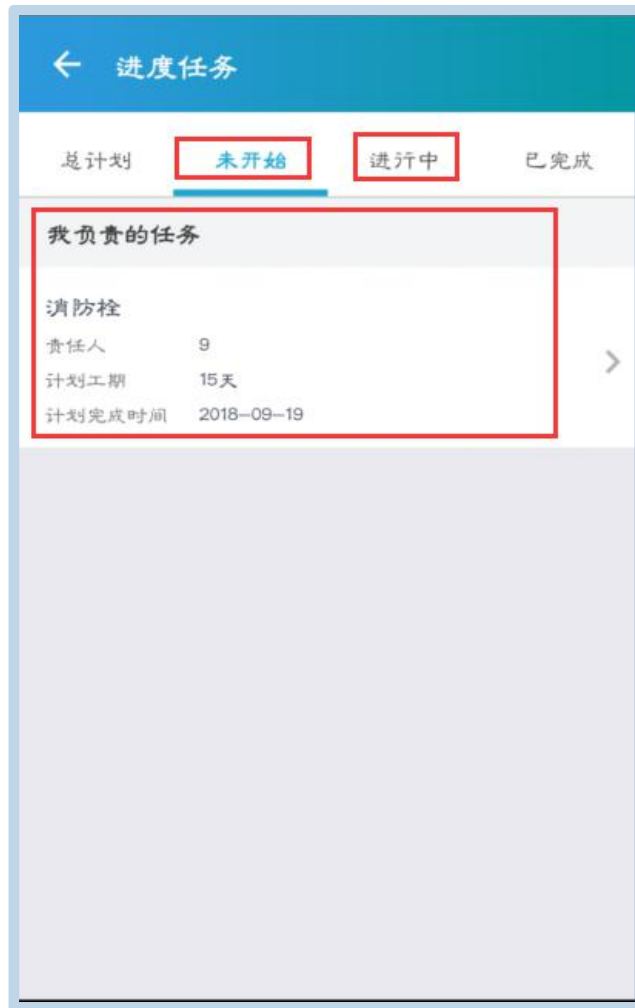 进度任务
总计划 未开始 进行中 已完成
我负责的任务
消防栓
责任人 9
计划工期 15天
计划完成时间 2018-09-19